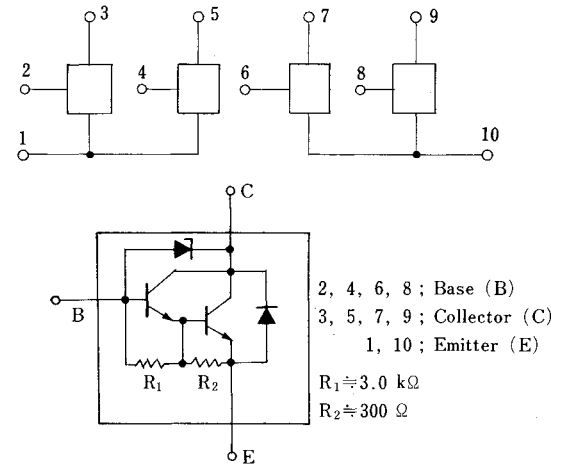 3 5 7 9
2 4 6 8
1 10
C
B
2, 4, 6, 8 ; Base (B)
3, 5, 7, 9 ; Collector (C)
1, 10 ; Emitter (E)
R₁ R₂
R₁≒3.0 kΩ
R₂≒300 Ω
E